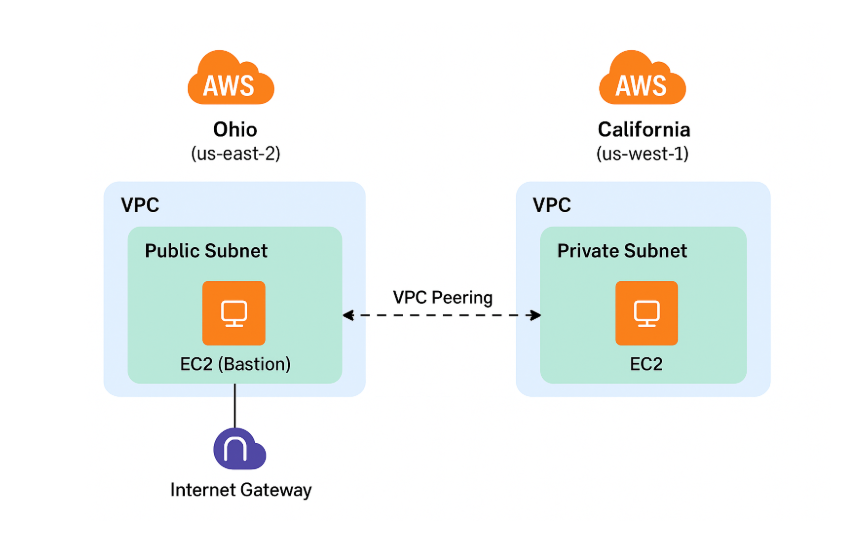 AWS
Ohio
(us-east-2)
VPC
Public Subnet
EC2 (Bastion)
Internet Gateway
VPC Peering
AWS
California
(us-west-1)
VPC
Private Subnet
EC2